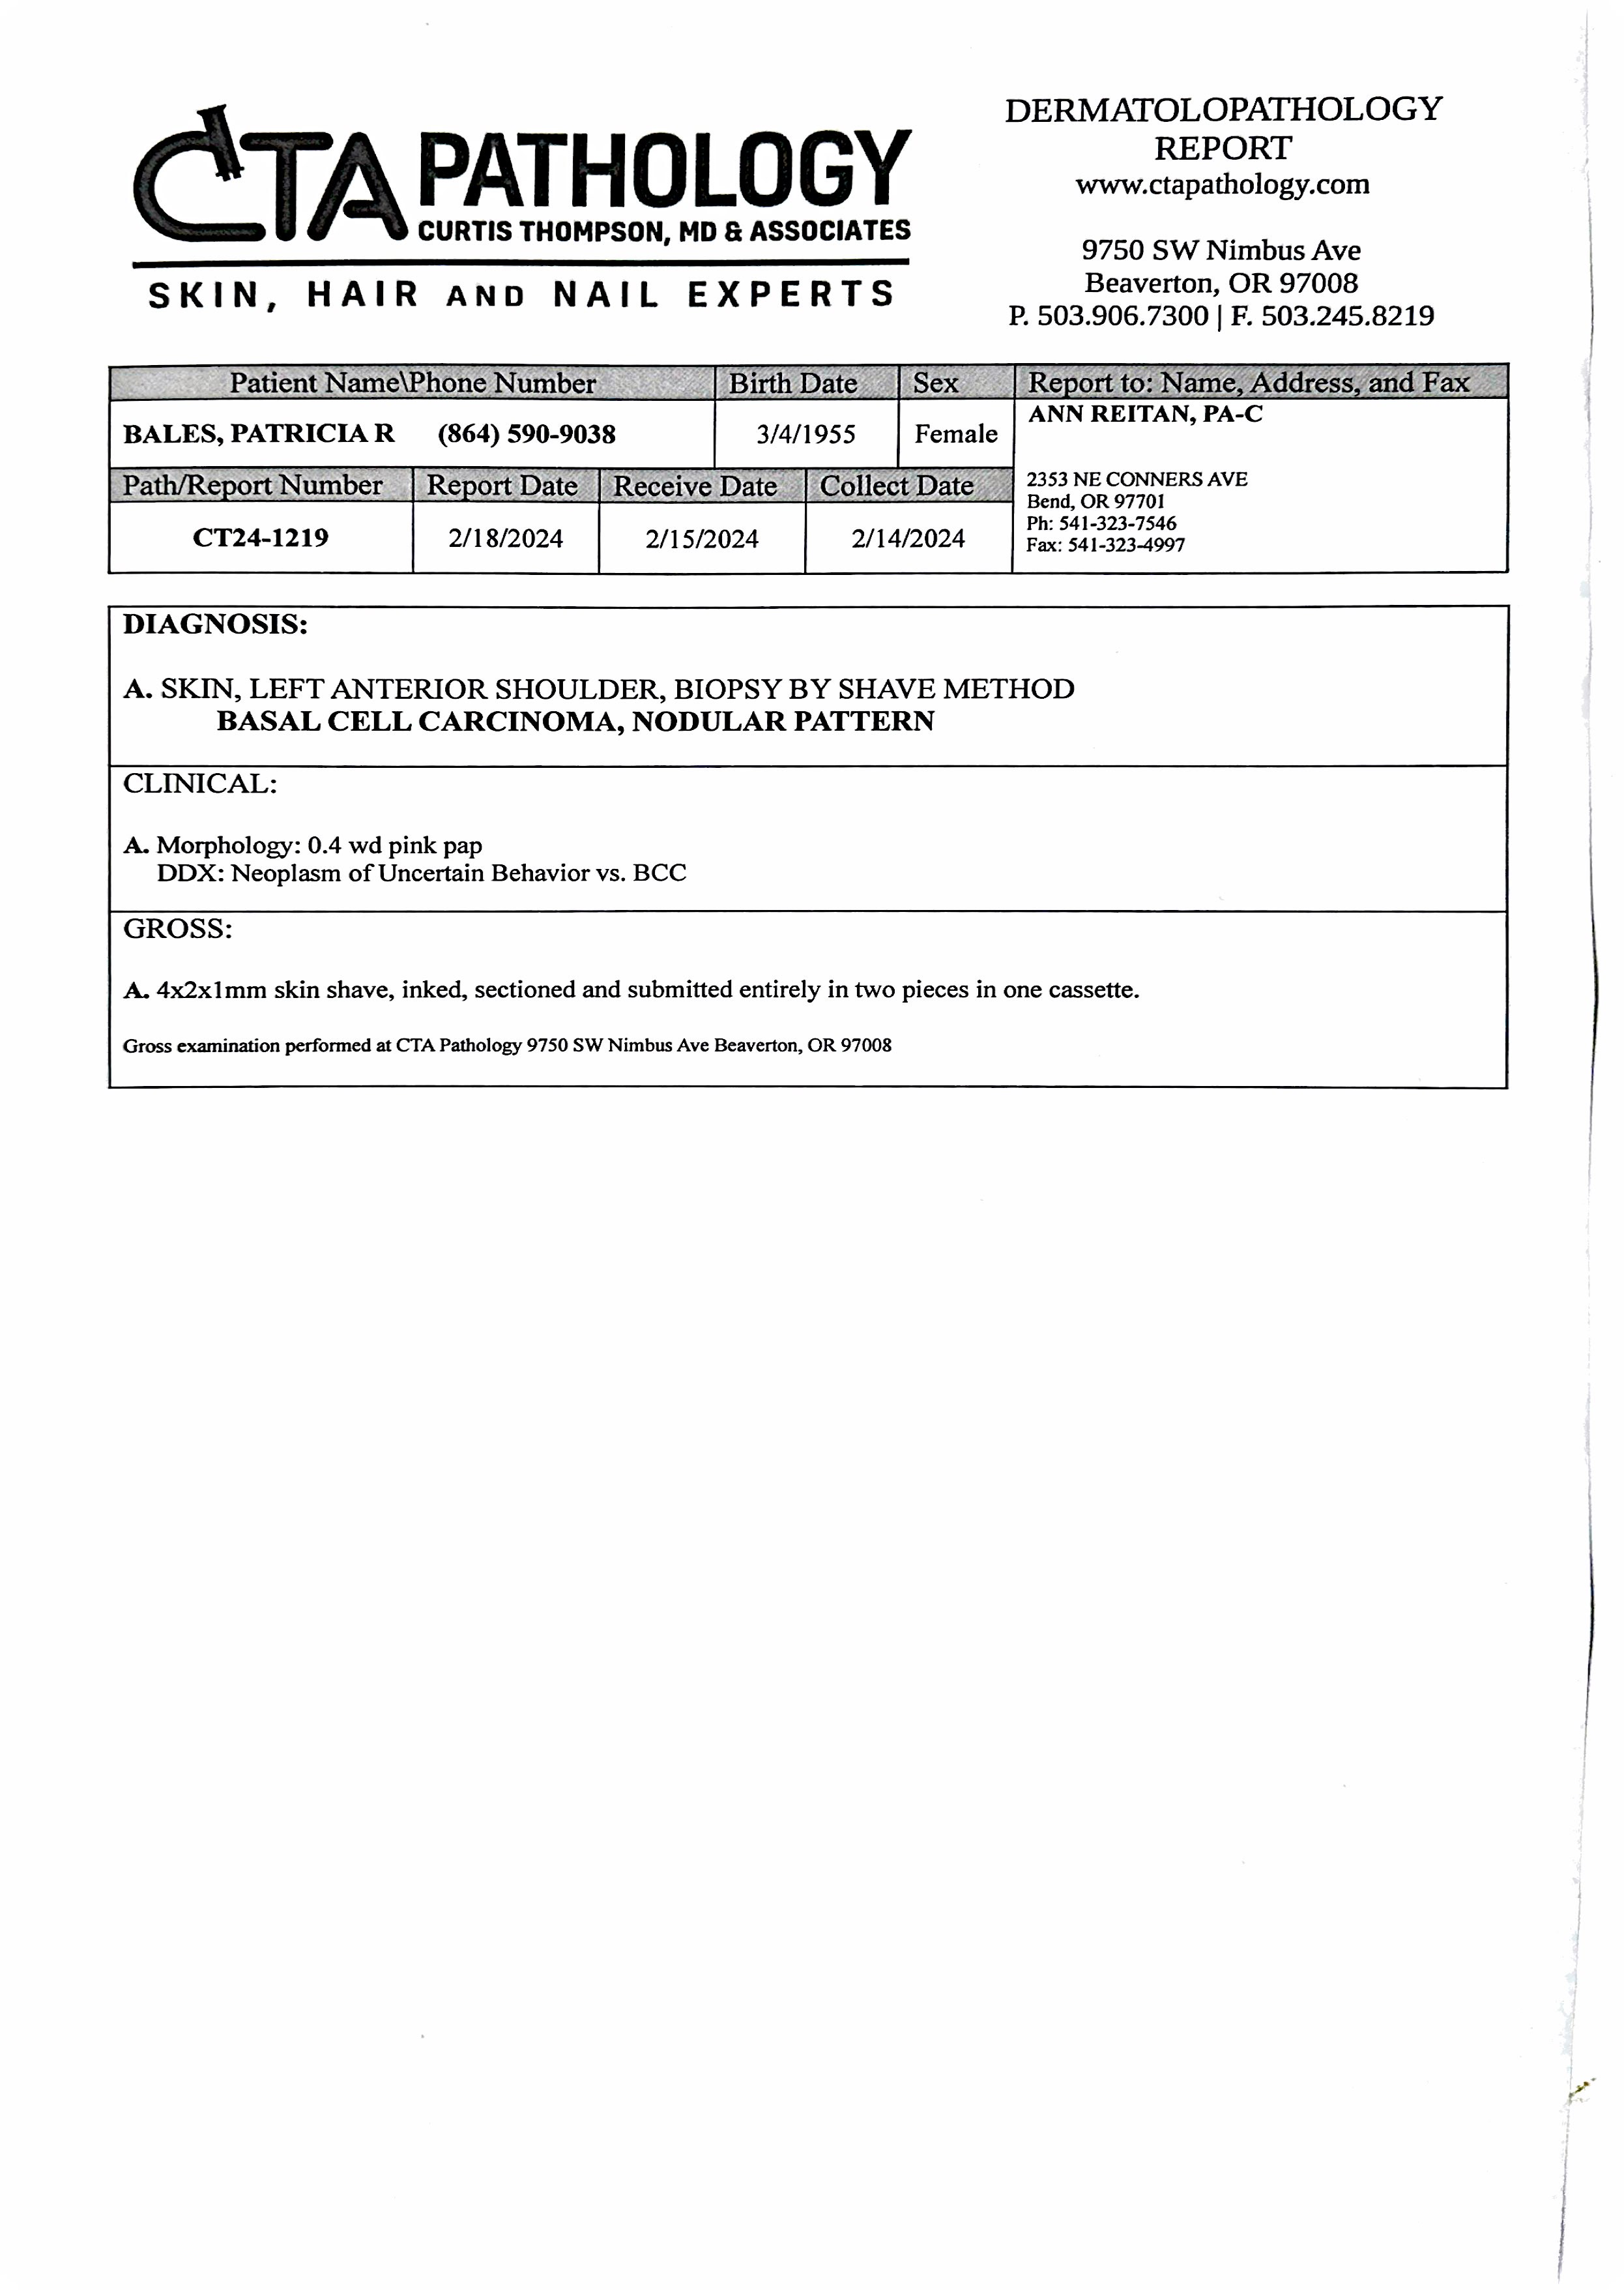 CTA PATHOLOGY
CURTIS THOMPSON, MD & ASSOCIATES
SKIN, HAIR AND NAIL EXPERTS
DERMATOLOPATHOLOGY
REPORT
www.ctapathology.com
9750 SW Nimbus Ave
Beaverton, OR 97008
P. 503.906.7300 | F. 503.245.8219
Patient Name\Phone Number Birth Date Sex Report to: Name, Address, and Fax
BALES, PATRICIA R (864) 590-9038 3/4/1955 Female
ANN REITAN, PA-C
2353 NE CONNERS AVE
Bend, OR 97701
Ph: 541-323-7546
Fax: 541-323-4997
Path/Report Number Report Date Receive Date Collect Date
CT24-1219 2/18/2024 2/15/2024 2/14/2024
DIAGNOSIS:
A. SKIN, LEFT ANTERIOR SHOULDER, BIOPSY BY SHAVE METHOD
BASAL CELL CARCINOMA, NODULAR PATTERN
CLINICAL:
A. Morphology: 0.4 wd pink pap
DDX: Neoplasm of Uncertain Behavior vs. BCC
GROSS:
A. 4x2x1mm skin shave, inked, sectioned and submitted entirely in two pieces in one cassette.
Gross examination performed at CTA Pathology 9750 SW Nimbus Ave Beaverton, OR 97008